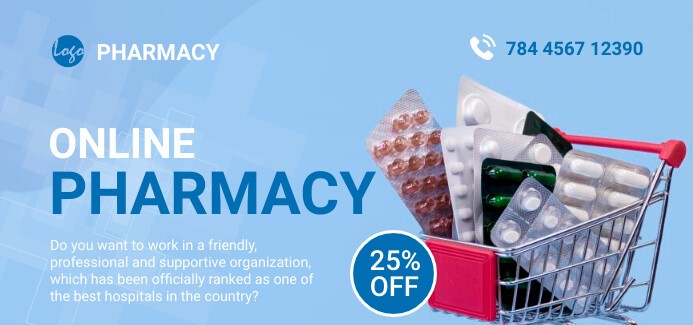 Logo PHARMACY
784 4567 12390
ONLINE
PHARMACY
Do you want to work in a friendly,
professional and supportive organization,
which has been officially ranked as one of
the best hospitals in the country?
25%
OFF